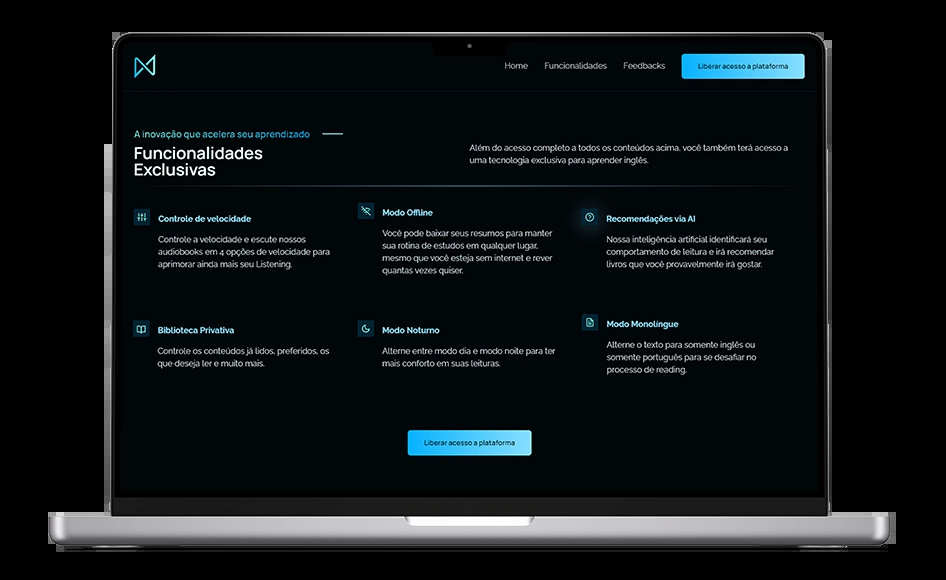 Home
Funcionalidades
Feedbacks
Liberar acesso a plataforma
A inovação que acelera seu aprendizado
Funcionalidades
Exclusivas
Além do acesso completo a todos os conteúdos acima, você também terá acesso a
uma tecnologia exclusiva para aprender inglês.
Controle de velocidade
Controle a velocidade e escute nossos
audiobooks em 4 opções de velocidade para
aprimorar ainda mais seu Listening.
Modo Offline
Você pode baixar seus resumos para manter
sua rotina de estudos em qualquer lugar,
mesmo que você esteja sem internet e rever
quantas vezes quiser.
Recomendações via AI
Nossa inteligência artificial identificará seu
comportamento de leitura e irá recomendar
livros que você provavelmente irá gostar.
Biblioteca Privativa
Controle os conteúdos já lidos, preferidos, os
que deseja ler e muito mais.
Modo Noturno
Alterne entre modo dia e modo noite para ter
mais conforto em suas leituras.
Modo Monolíngue
Alterne o texto para somente inglês ou
somente português para se desafiar no
processo de reading.
Liberar acesso a plataforma